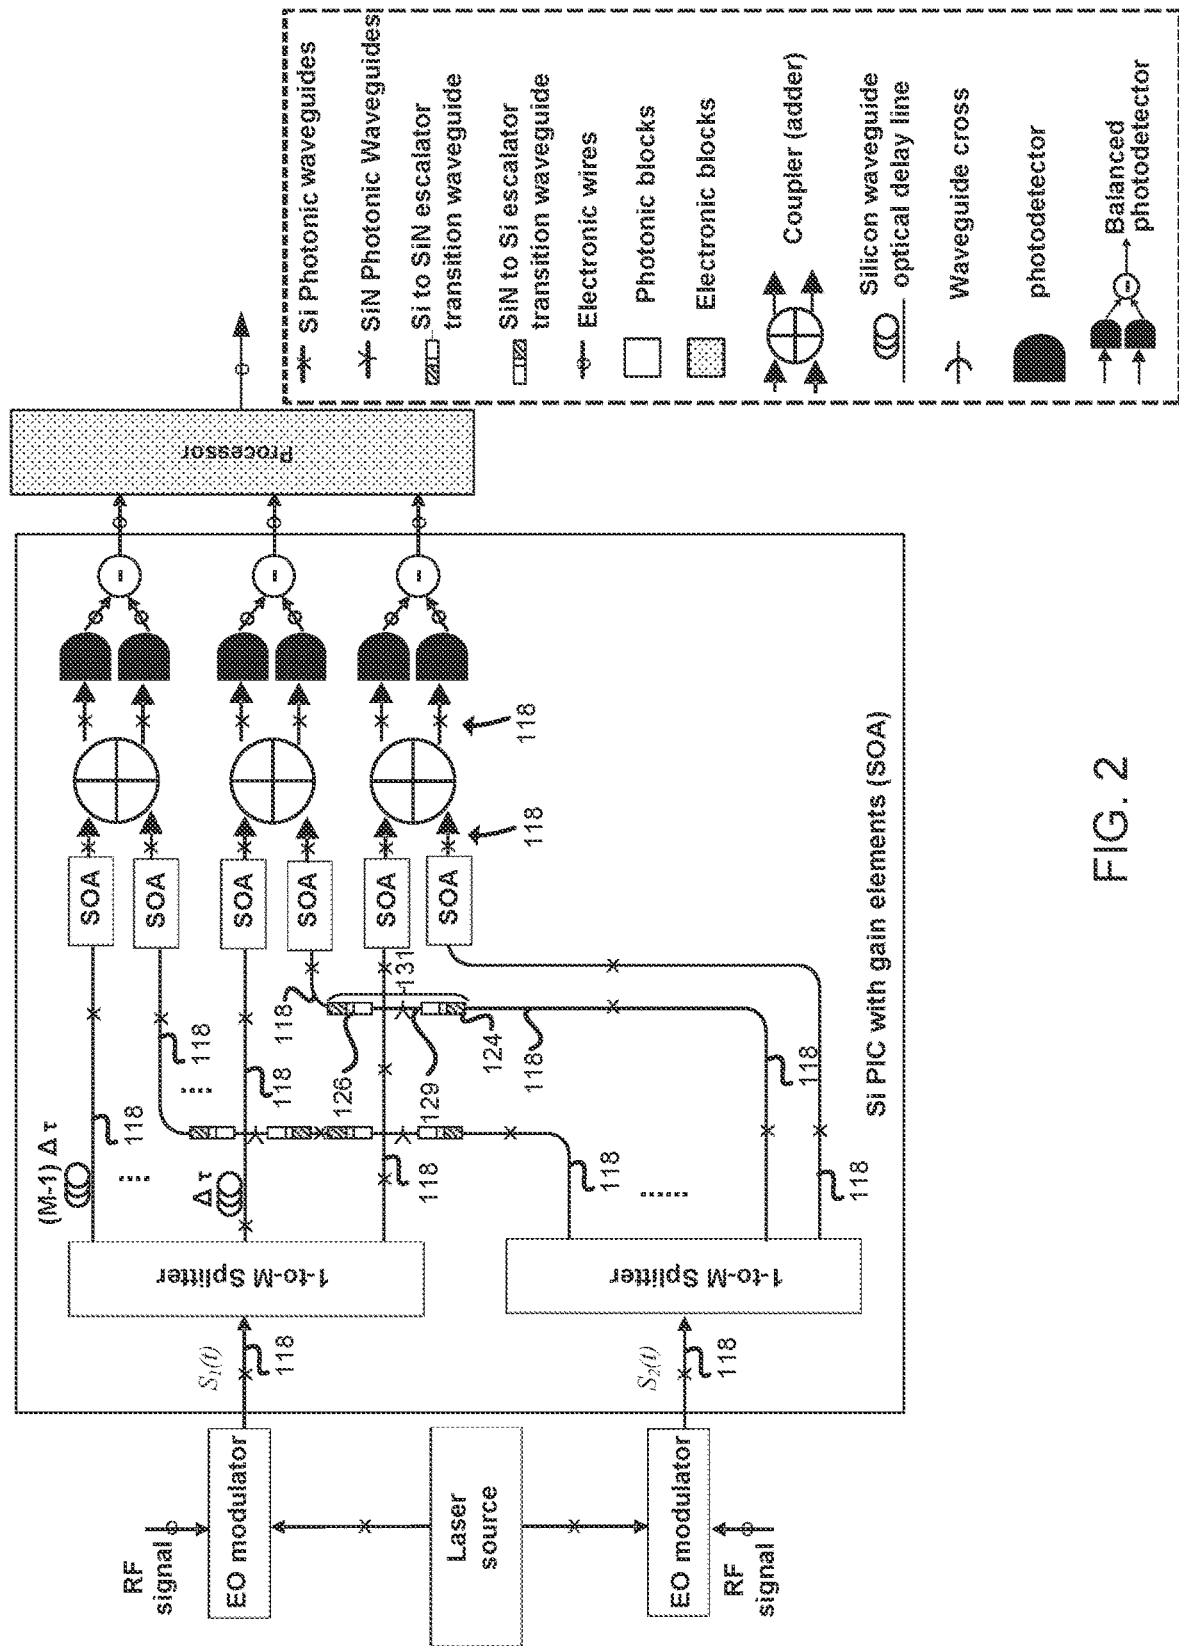 RF
signal
EO modulator
Laser
source
EO modulator
RF
signal
S₁(t)
118
S₂(t)
118
1-to-M Splitter
1-to-M Splitter
(M-1) Δ τ
.....
Δ τ
118
118
.....
118
118
118
......
118
126
129
124
118
131
118
118
SOA
SOA
SOA
SOA
SOA
SOA
118
118
-
-
-
Si PIC with gain elements (SOA)
Processor
Si Photonic waveguides
SiN Photonic Waveguides
Si to SiN escalator
transition waveguide
SiN to Si escalator
transition waveguide
Electronic wires
Photonic blocks
Electronic blocks
Coupler (adder)
Silicon waveguide
optical delay line
Waveguide cross
photodetector
-
Balanced
photodetector
FIG. 2